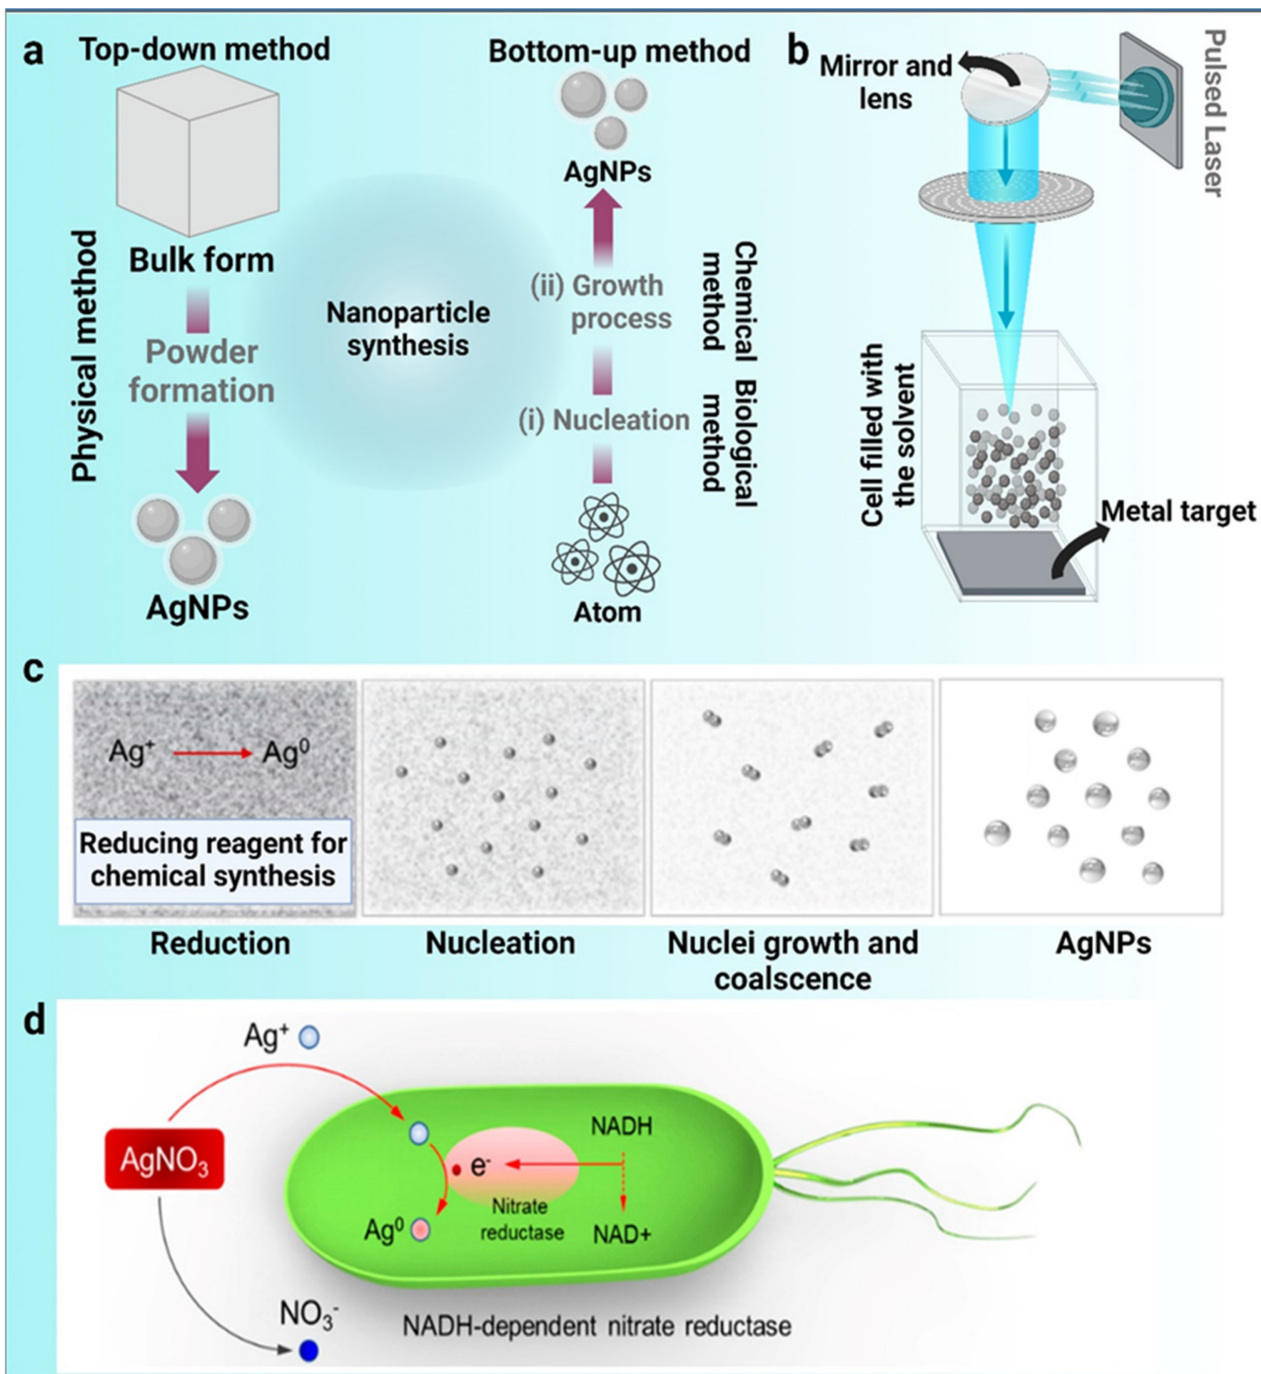 a
Top-down method
Bulk form
Powder
formation
AgNPs
Physical method
Nanoparticle
synthesis
Bottom-up method
AgNPs
(ii) Growth
process
(i) Nucleation
Atom
Chemical
method
Biological
method
b
Mirror and
lens
Pulsed Laser
Cell filled with
the solvent
Metal target
c
Ag⁺
Ag⁰
Reducing reagent for
chemical synthesis
Reduction
Nucleation
Nuclei growth and
coalscence
AgNPs
d
Ag⁺
AgNO₃
NO₃⁻
NADH
e⁻
Nitrate
reductase
NAD+
Ag⁰
NADH-dependent nitrate reductase